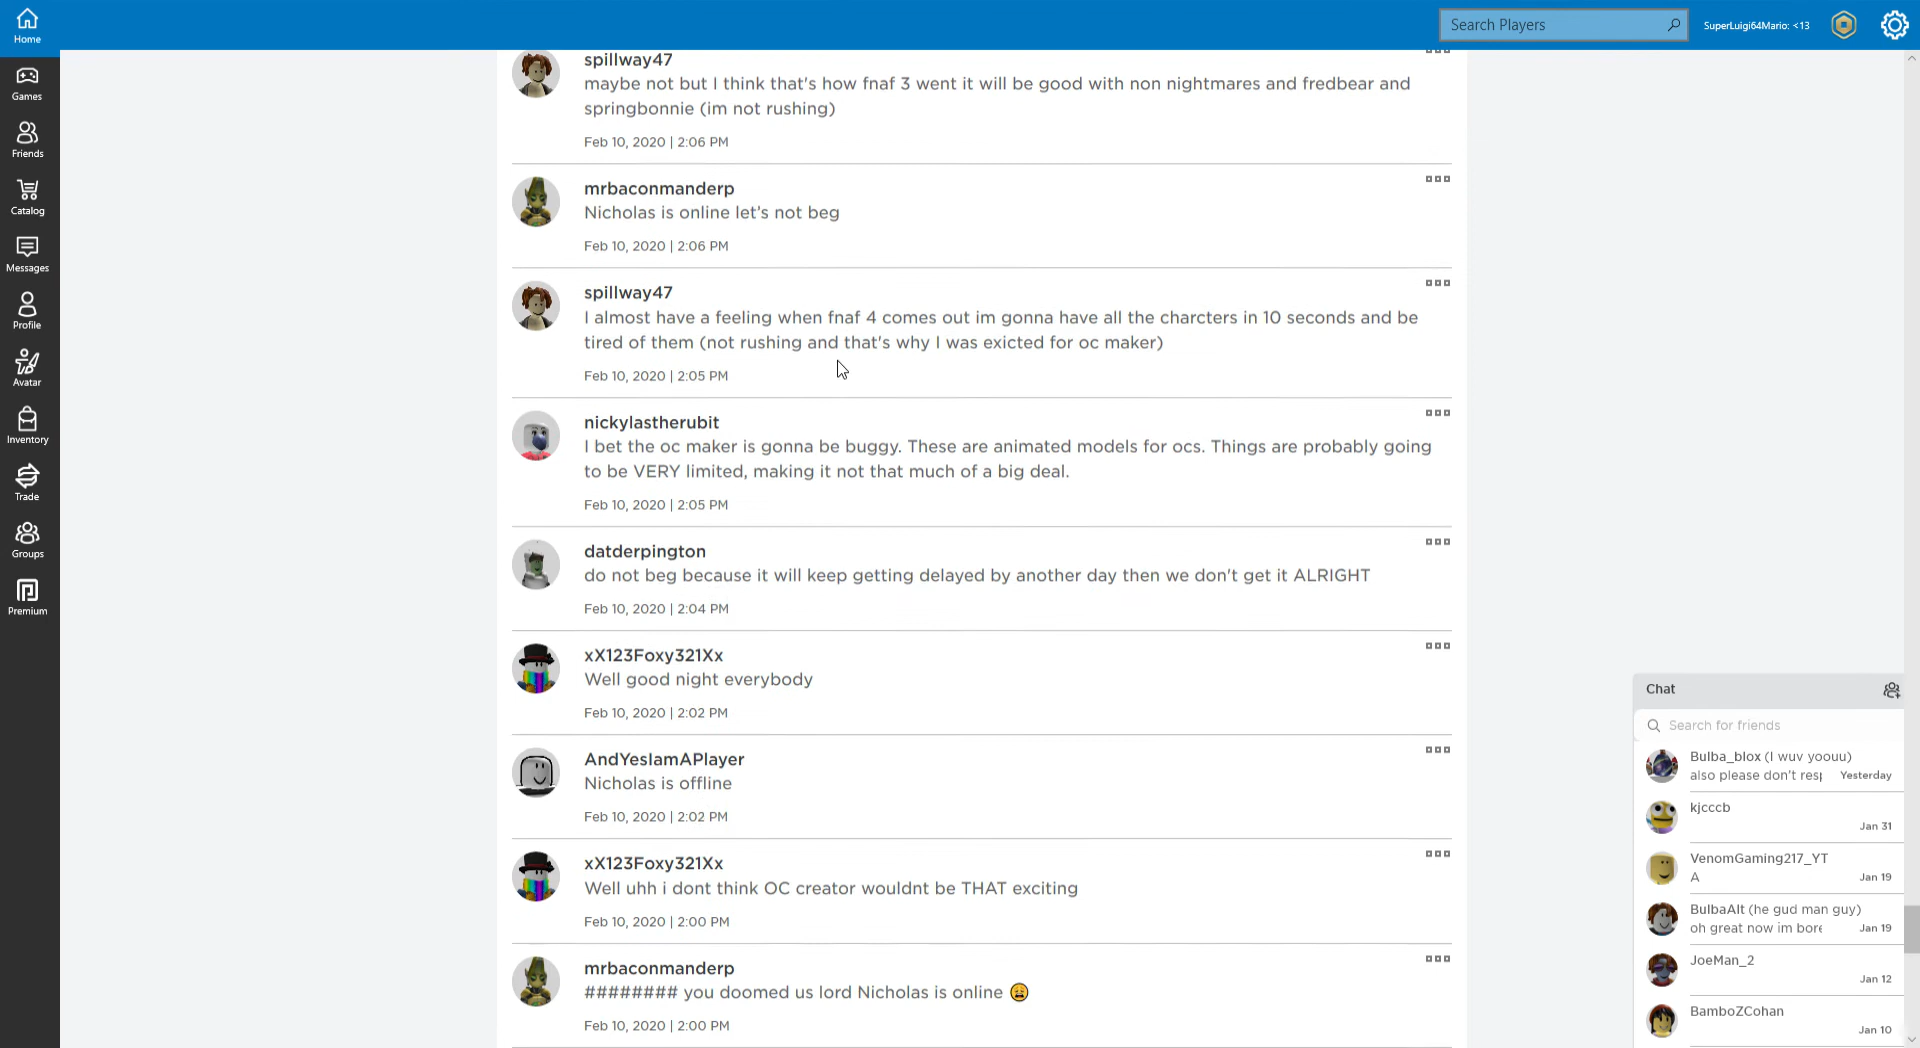 Home
Search Players
SuperLuigi64Mario: <13
Games
Friends
Catalog
Messages
Profile
Avatar
Inventory
Trade
Groups
Premium
spillway47
maybe not but I think that's how fnaf 3 went it will be good with non nightmares and fredbear and
springbonnie (im not rushing)
Feb 10, 2020 | 2:06 PM
mrbaconmanderp
Nicholas is online let’s not beg
Feb 10, 2020 | 2:06 PM
spillway47
I almost have a feeling when fnaf 4 comes out im gonna have all the charcters in 10 seconds and be
tired of them (not rushing and that's why I was exicted for oc maker)
Feb 10, 2020 | 2:05 PM
nickylastherubit
I bet the oc maker is gonna be buggy. These are animated models for ocs. Things are probably going
to be VERY limited, making it not that much of a big deal.
Feb 10, 2020 | 2:05 PM
datderpington
do not beg because it will keep getting delayed by another day then we don't get it ALRIGHT
Feb 10, 2020 | 2:04 PM
xX123Foxy321Xx
Well good night everybody
Feb 10, 2020 | 2:02 PM
AndYesIamAPlayer
Nicholas is offline
Feb 10, 2020 | 2:02 PM
xX123Foxy321Xx
Well uhh i dont think OC creator wouldnt be THAT exciting
Feb 10, 2020 | 2:00 PM
mrbaconmanderp
######## you doomed us lord Nicholas is online 😩
Feb 10, 2020 | 2:00 PM
Chat
Search for friends
Bulba_blox (I wuv yoouu)
also please don't resp Yesterday
kjcccb
Jan 31
VenomGaming217_YT
A Jan 19
BulbaAlt (he gud man guy)
oh great now im bore Jan 19
JoeMan_2
Jan 12
BamboZCohan
Jan 10